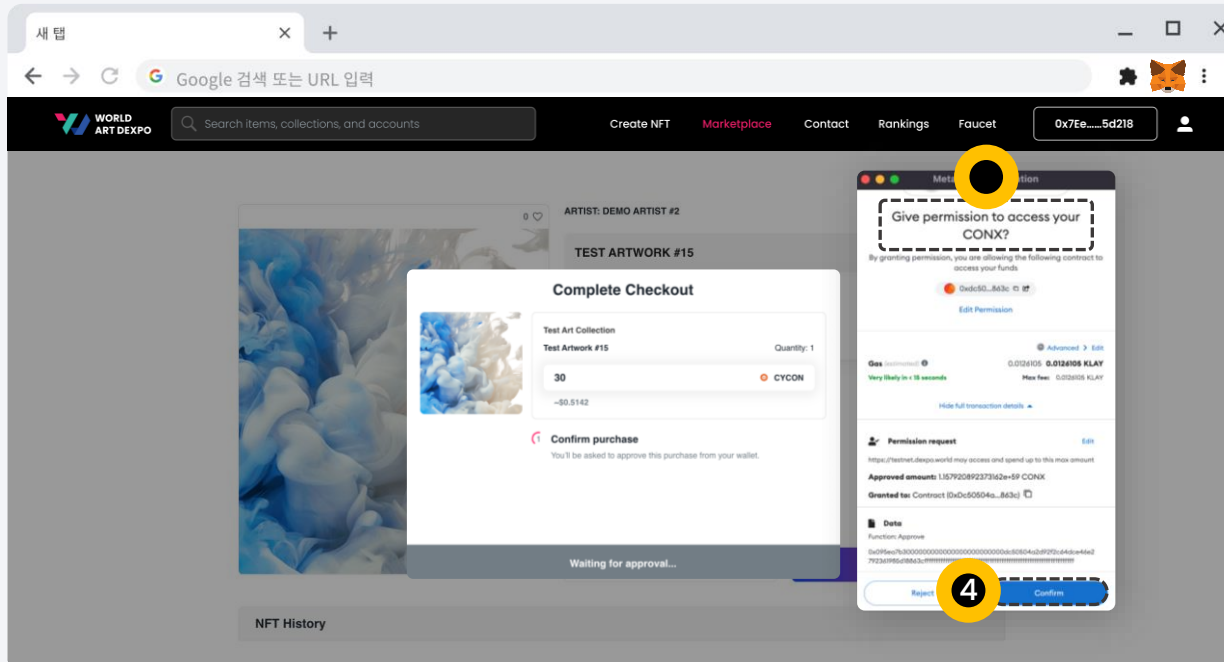 새 탭
Google 검색 또는 URL 입력
WORLD
ART DEXPO
Search items, collections, and accounts
Create NFT
Marketplace
Contact
Rankings
Faucet
0x7Ee......5d218
0
ARTIST: DEMO ARTIST #2
TEST ARTWORK #15
Complete Checkout
Test Art Collection
Test Artwork #15
Quantity: 1
30
CYCON
~$0.5142
1
Confirm purchase
You'll be asked to approve this purchase from your wallet.
Waiting for approval...
NFT History
Give permission to access your
CONX?
By granting permission, you are allowing the following contract to
access your funds
0xdc50...863c
Edit Permission
Advanced > Edit
Gas (estimated)
0.0126105 0.0126105 KLAY
Very likely in < 15 seconds
Max fee: 0.0126105 KLAY
Hide full transaction details
Permission request
Edit
https://testnet.dexpo.world may access and spend up to this max amount
Approved amount: 1.157920892373162e+59 CONX
Granted to: Contract (0xDc50504a...863c)
Data
Function: Approve
Reject
4
Confirm